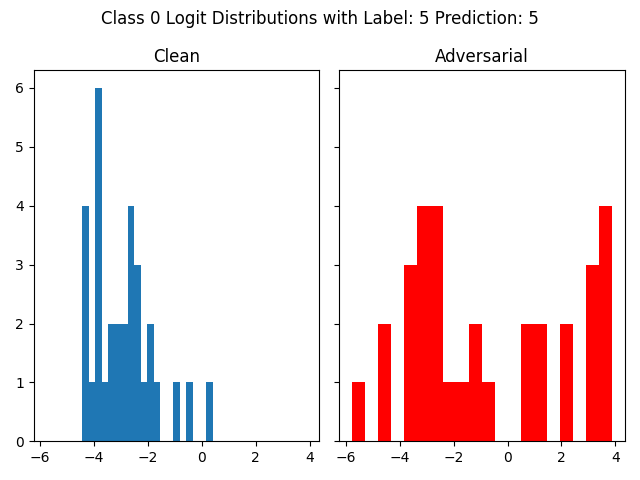 Class 0 Logit Distributions with Label: 5 Prediction: 5
Clean
Adversarial
6
5
4
3
2
1
0
−6 −4 −2 0 2 4
−6 −4 −2 0 2 4